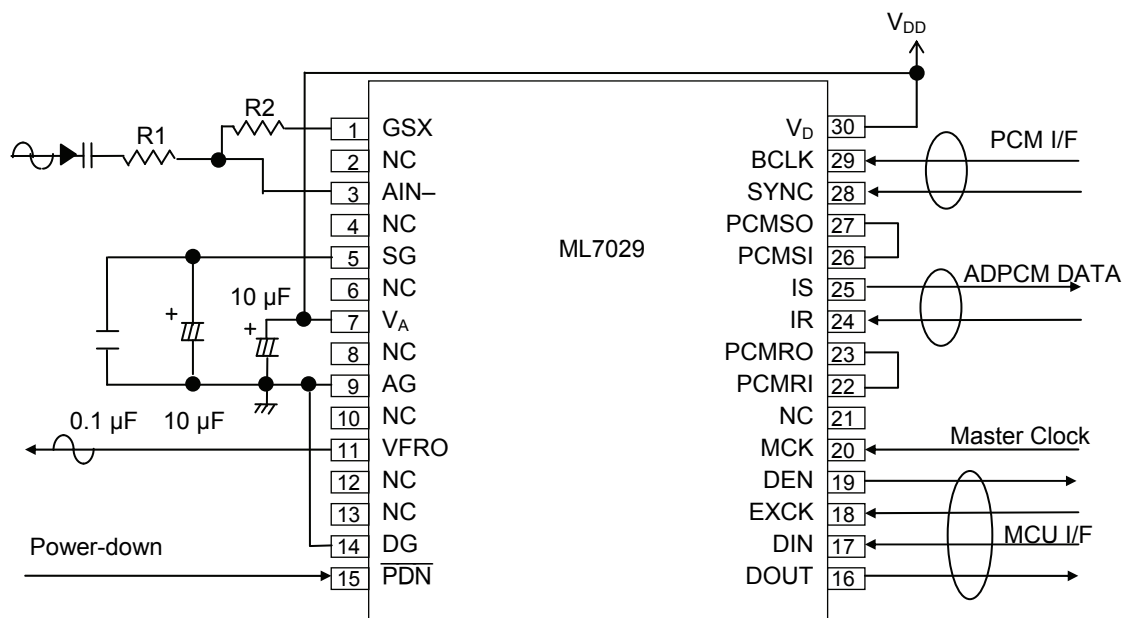 V_DD
R2
R1
1 GSX
2 NC
3 AIN–
4 NC
5 SG
6 NC
10 µF
+
7 V_A
+
8 NC
9 AG
0.1 µF 10 µF
10 NC
11 VFRO
12 NC
13 NC
14 DG
Power-down
15 PDN
ML7029
V_D 30
BCLK 29
PCM I/F
SYNC 28
PCMSO 27
PCMSI 26
IS 25
ADPCM DATA
IR 24
PCMRO 23
PCMRI 22
NC 21
MCK 20
Master Clock
DEN 19
EXCK 18
MCU I/F
DIN 17
DOUT 16